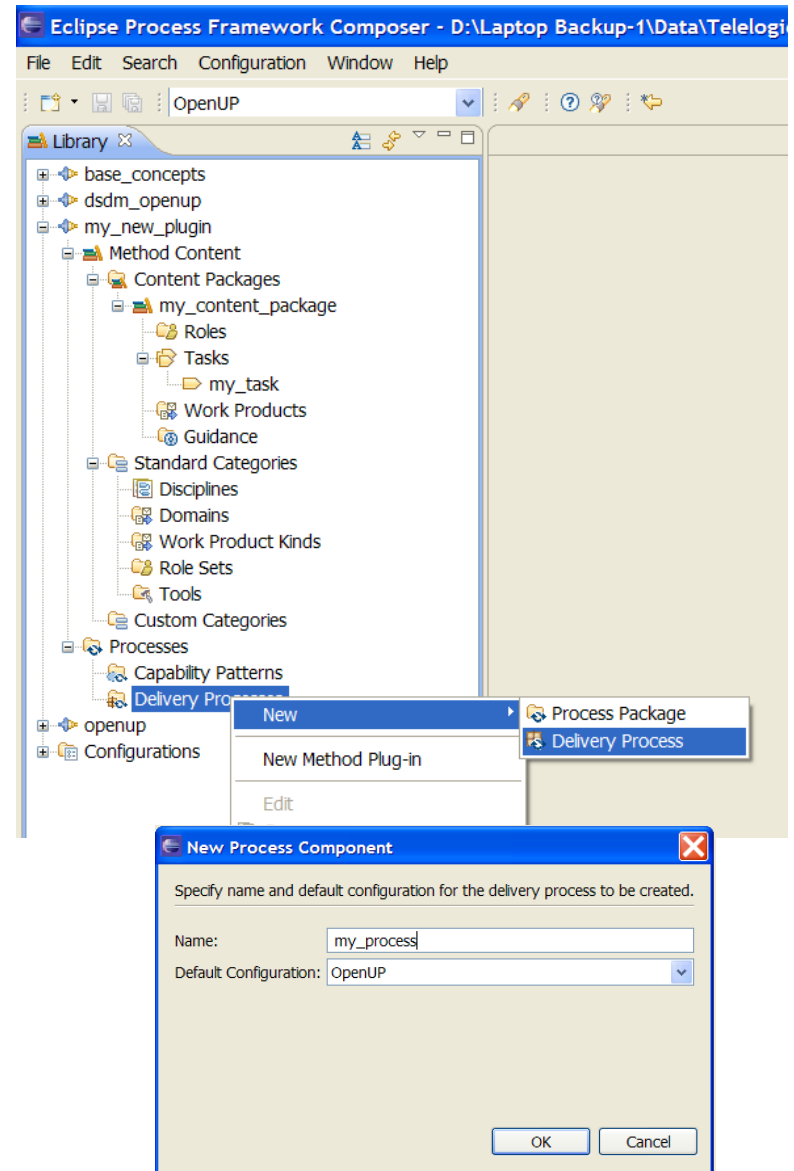 Eclipse Process Framework Composer - D:\Laptop Backup-1\Data\Telelogi
File Edit Search Configuration Window Help
OpenUP
Library
base_concepts
dsdm_openup
my_new_plugin
Method Content
Content Packages
my_content_package
Roles
Tasks
my_task
Work Products
Guidance
Standard Categories
Disciplines
Domains
Work Product Kinds
Role Sets
Tools
Custom Categories
Processes
Capability Patterns
Delivery Processes
openup
Configurations
New
New Method Plug-in
Edit
Process Package
Delivery Process
New Process Component
Specify name and default configuration for the delivery process to be created.
Name: my_process
Default Configuration: OpenUP
OK Cancel